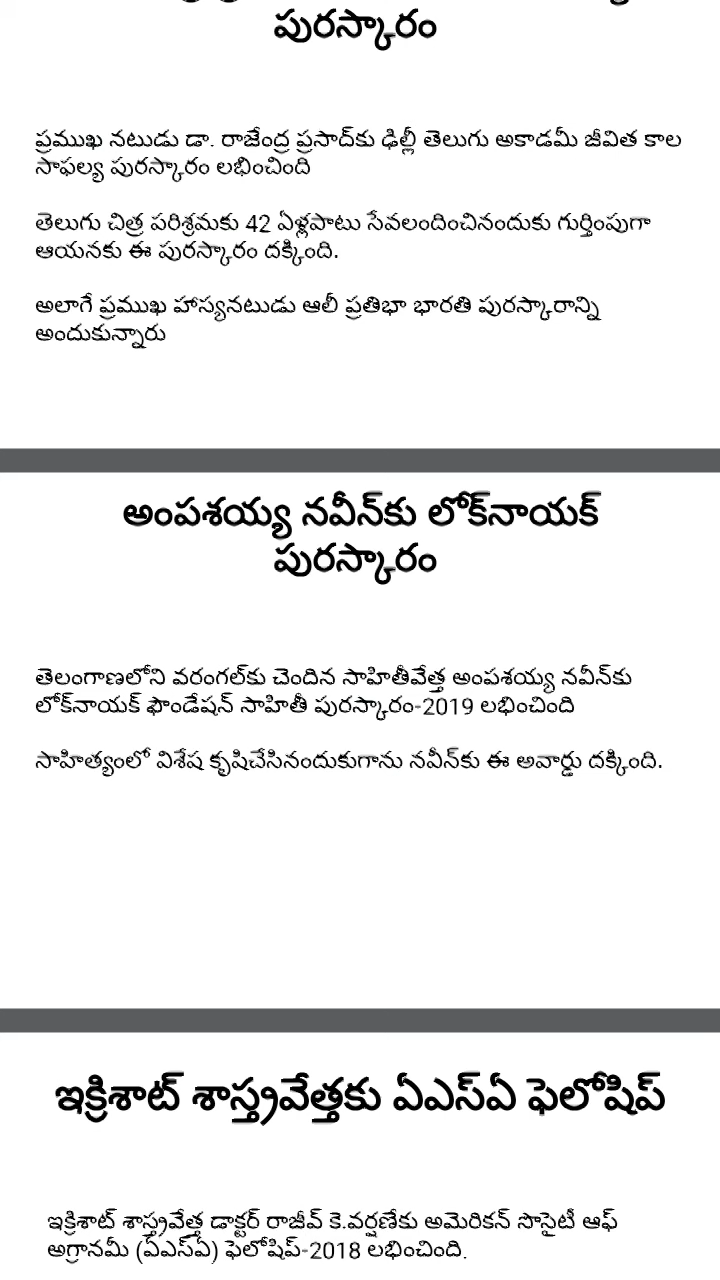 పురస్కారం
ప్రముఖ నటుడు డా. రాజేంద్ర ప్రసాద్‌కు ఢిల్లీ తెలుగు అకాడమీ జీవిత కాల
సాఫల్య పురస్కారం లభించింది
తెలుగు చిత్ర పరిశ్రమకు 42 ఏళ్లపాటు సేవలందించినందుకు గుర్తింపుగా
ఆయనకు ఈ పురస్కారం దక్కింది.
అలాగే ప్రముఖ హాస్యనటుడు ఆలీ ప్రతిభా భారతి పురస్కారాన్ని
అందుకున్నారు
అంపశయ్య నవీన్‌కు లోక్‌నాయక్
పురస్కారం
తెలంగాణలోని వరంగల్‌కు చెందిన సాహితీవేత్త అంపశయ్య నవీన్‌కు
లోక్‌నాయక్ ఫౌండేషన్ సాహితీ పురస్కారం-2019 లభించింది
సాహిత్యంలో విశేష కృషిచేసినందుకుగాను నవీన్‌కు ఈ అవార్డు దక్కింది.
ఇక్రిశాట్ శాస్త్రవేత్తకు ఏఎస్ఏ ఫెలోషిప్
ఇక్రిశాట్ శాస్త్రవేత్త డాక్టర్ రాజీవ్ కె.వర్షణేకు అమెరికన్ సొసైటీ ఆఫ్
అగ్రానమీ (ఏఎస్ఏ) ఫెలోషిప్-2018 లభించింది.